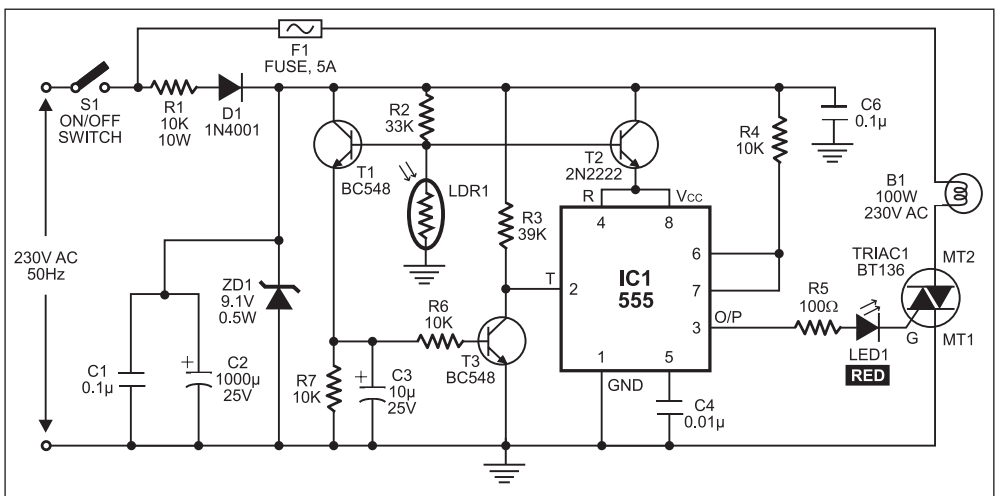 F1
FUSE, 5A
S1
ON/OFF
SWITCH
R1
10K
10W
D1
1N4001
R2
33K
T1
BC548
LDR1
T2
2N2222
R4
10K
C6
0.1µ
B1
100W
230V AC
R
VCC
4
8
R3
39K
230V AC
50Hz
ZD1
9.1V
0.5W
T
2
IC1
555
6
7
3
O/P
TRIAC1
BT136
MT2
R5
100Ω
G
MT1
LED1
RED
R6
10K
T3
BC548
1
5
GND
C1
0.1µ
+
C2
1000µ
25V
R7
10K
+
C3
10µ
25V
C4
0.01µ